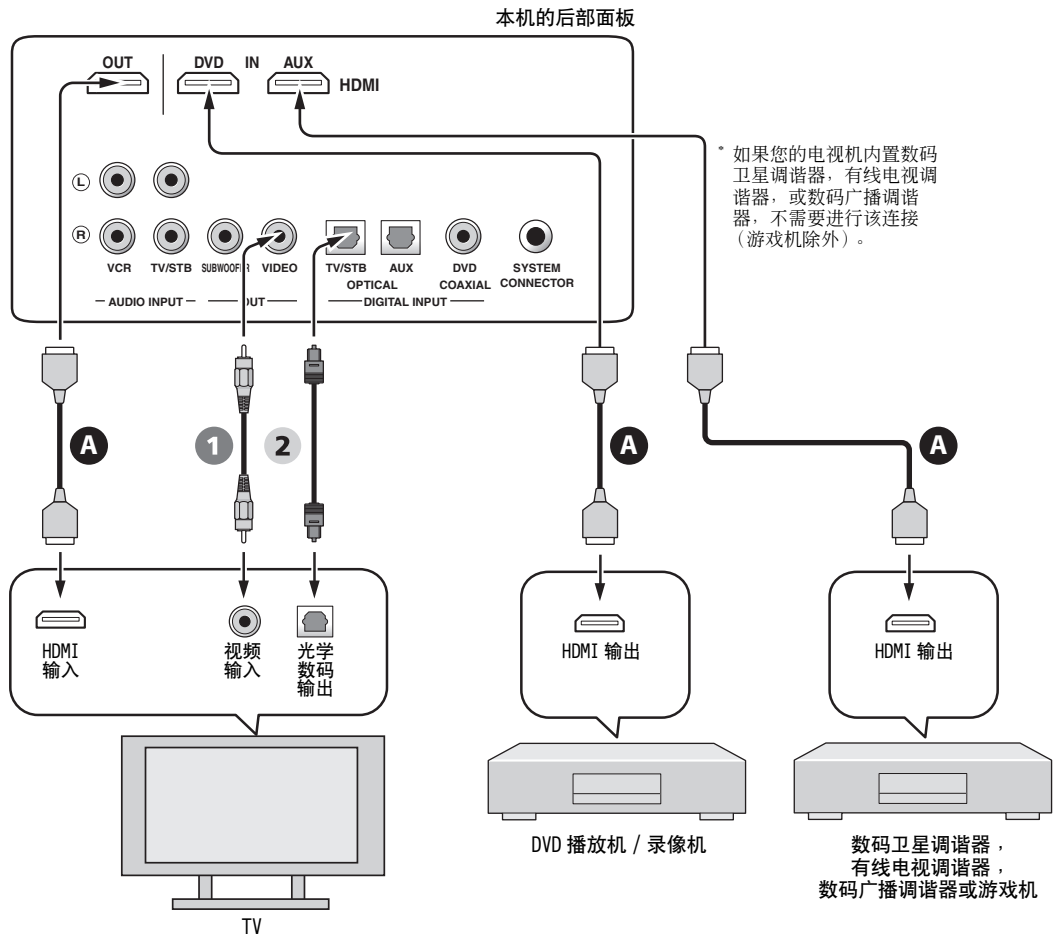 本机的后部面板
OUT
DVD IN AUX
HDMI
* 如果您的电视机内置数码
卫星调谐器，有线电视调
谐器，或数码广播调谐
器，不需要进行该连接
（游戏机除外）。
L
R
VCR TV/STB SUBWOOFER VIDEO TV/STB AUX DVD SYSTEM
OPTICAL COAXIAL CONNECTOR
AUDIO INPUT OUT DIGITAL INPUT
A 1 2 A A
HDMI
输入
视频
输入
光学
数码
输出
HDMI 输出
HDMI 输出
TV
DVD 播放机 / 录像机
数码卫星调谐器，
有线电视调谐器，
数码广播调谐器或游戏机